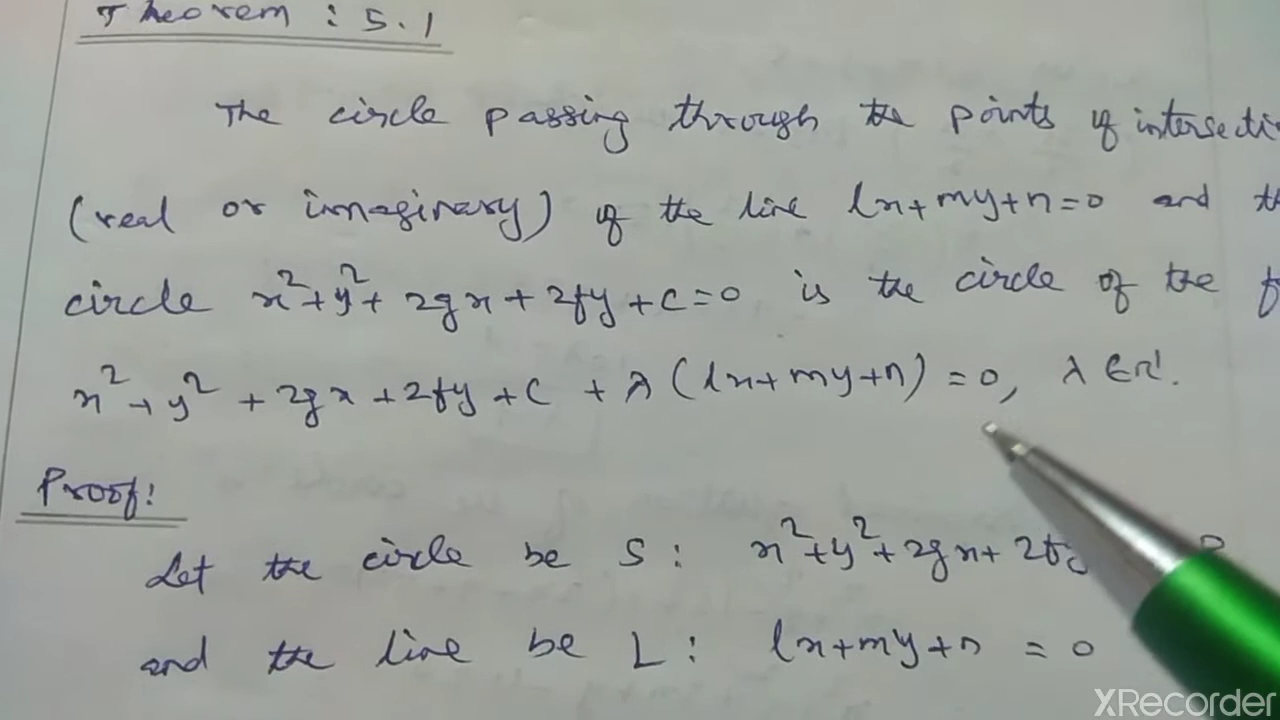 Theorem : 5.1
The circle passing through the points of intersecti
(real or imaginary) of the line lx+my+n=0 and th
circle x²+y²+2gx+2fy+c=0 is the circle of the f
x²+y²+2gx+2fy+c+λ(lx+my+n)=0, λ∈ℝ.
Proof:
Let the circle be S: x²+y²+2gx+2fy
and the line be L: lx+my+n=0
XRecorder